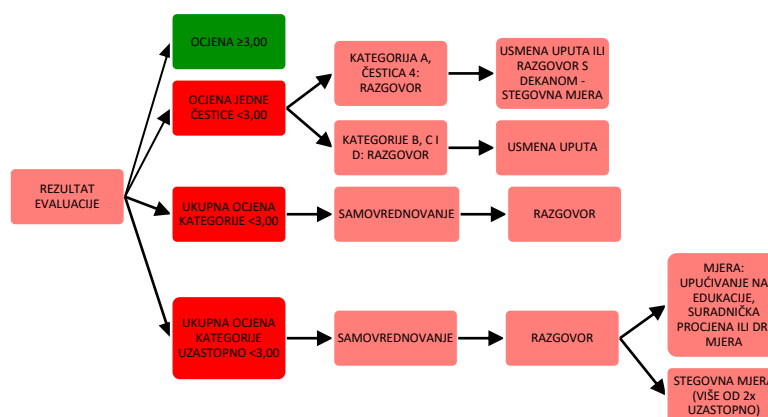 REZULTAT
EVALUACIJE
OCJENA ≥3,00
OCJENA JEDNE
ČESTICE <3,00
KATEGORIJA A,
ČESTICA 4:
RAZGOVOR
USMENA UPUTA ILI
RAZGOVOR S
DEKANOM -
STEGOVNA MJERA
KATEGORIJE B, C I
D: RAZGOVOR
USMENA UPUTA
UKUPNA OCJENA
KATEGORIJE <3,00
SAMOVREDNOVANJE
RAZGOVOR
UKUPNA OCJENA
KATEGORIJE
UZASTOPNO <3,00
SAMOVREDNOVANJE
RAZGOVOR
MJERA:
UPUĆIVANJE NA
EDUKACIJE,
SURADNIČKA
PROCJENA ILI DR.
MJERA
STEGOVNA MJERA
(VIŠE OD 2x
UZASTOPNO)